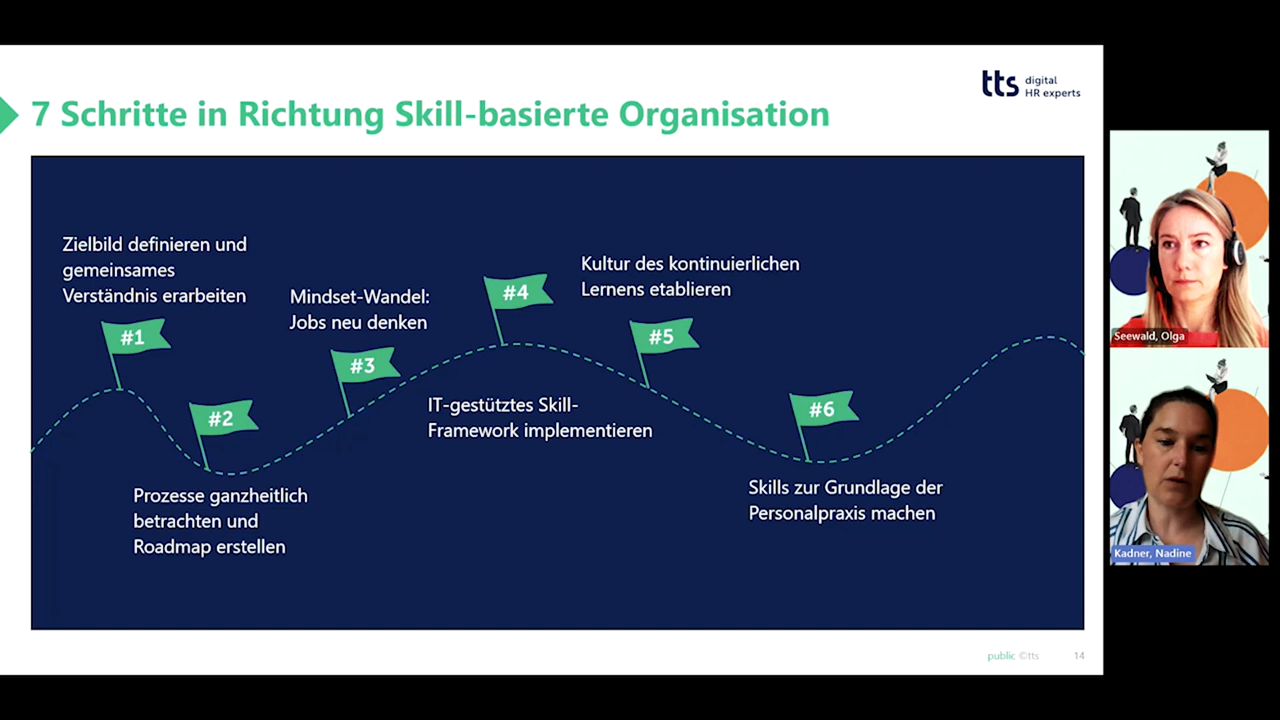 tts digital
HR experts
7 Schritte in Richtung Skill-basierte Organisation
Zielbild definieren und
gemeinsames
Verständnis erarbeiten
#1
#2
Prozesse ganzheitlich
betrachten und
Roadmap erstellen
Mindset-Wandel:
Jobs neu denken
#3
#4
IT-gestütztes Skill-
Framework implementieren
Kultur des kontinuierlichen
Lernens etablieren
#5
#6
Skills zur Grundlage der
Personalpraxis machen
public ©tts
14
Seewald, Olga
Kadner, Nadine